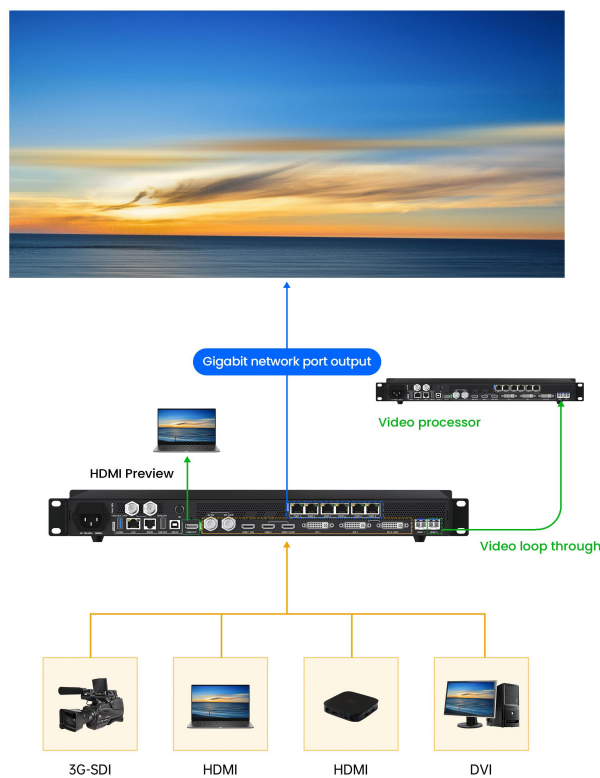 Gigabit network port output
Video processor
HDMI Preview
Video loop through
3G-SDI
HDMI
HDMI
DVI